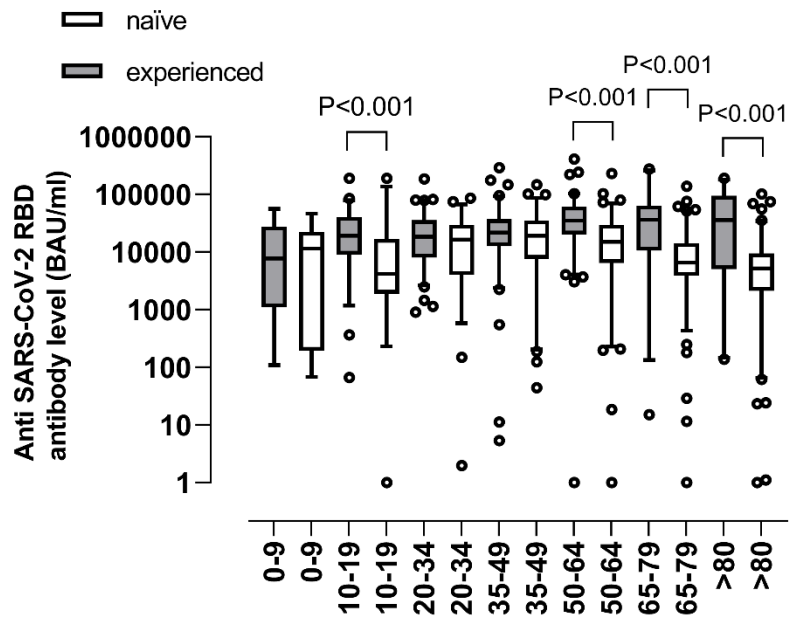 naïve
experienced
P<0.001
P<0.001
P<0.001
P<0.001
Anti SARS-CoV-2 RBD
antibody level (BAU/ml)
1000000
100000
10000
1000
100
10
1
0-9
0-9
10-19
10-19
20-34
20-34
35-49
35-49
50-64
50-64
65-79
65-79
>80
>80